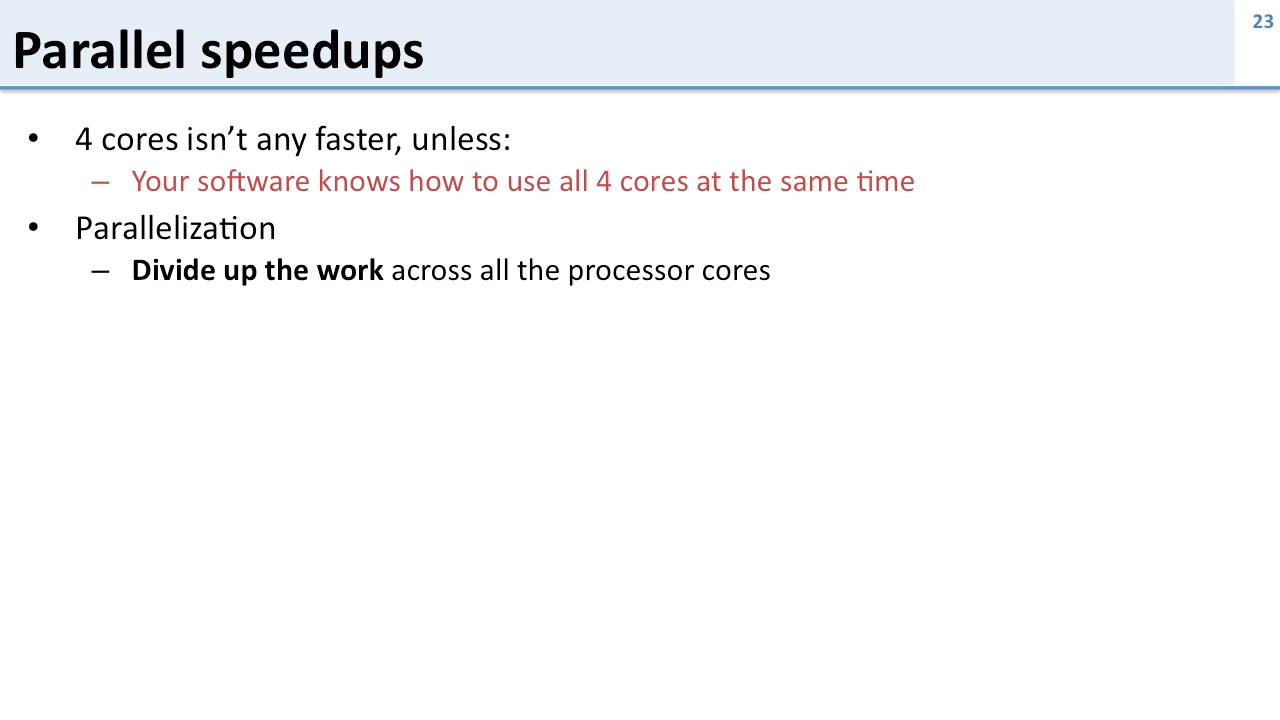 Parallel speedups
23
• 4 cores isn’t any faster, unless:
– Your software knows how to use all 4 cores at the same time
• Parallelization
– Divide up the work across all the processor cores